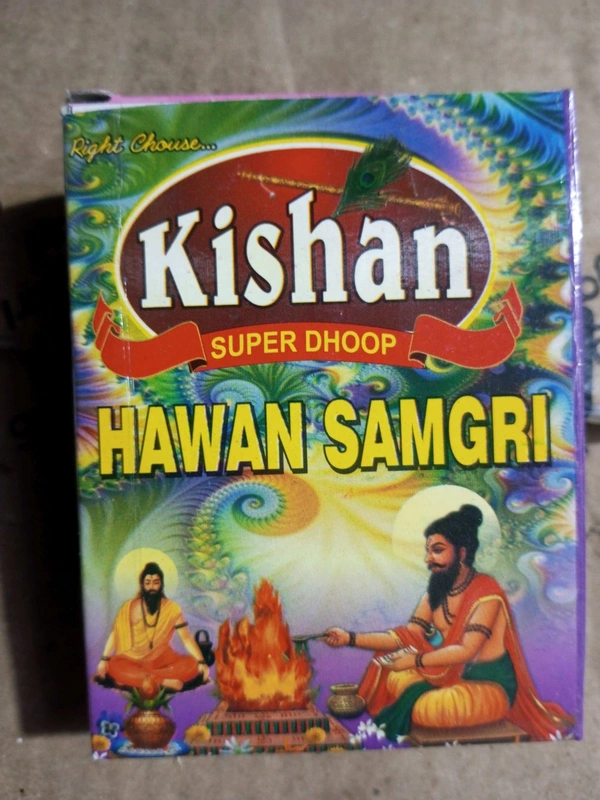 Right Chouse...
Kishan
SUPER DHOOP
HAWAN SAMGRI